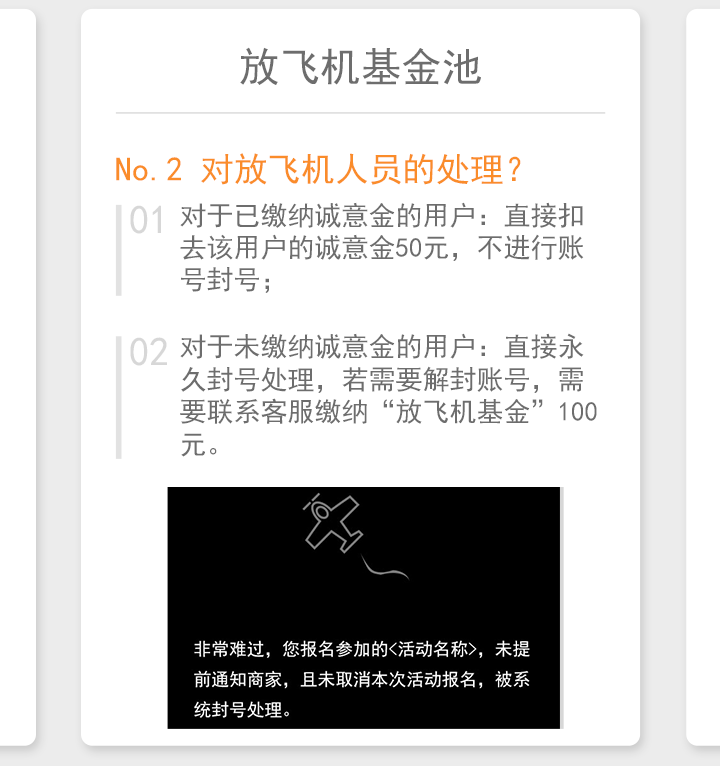 放飞机基金池
No.2 对放飞机人员的处理?
01 对于已缴纳诚意金的用户：直接扣
去该用户的诚意金50元，不进行账
号封号；
02 对于未缴纳诚意金的用户：直接永
久封号处理，若需要解封账号，需
要联系客服缴纳“放飞机基金”100
元。
非常难过，您报名参加的<活动名称>，未提
前通知商家，且未取消本次活动报名，被系
统封号处理。